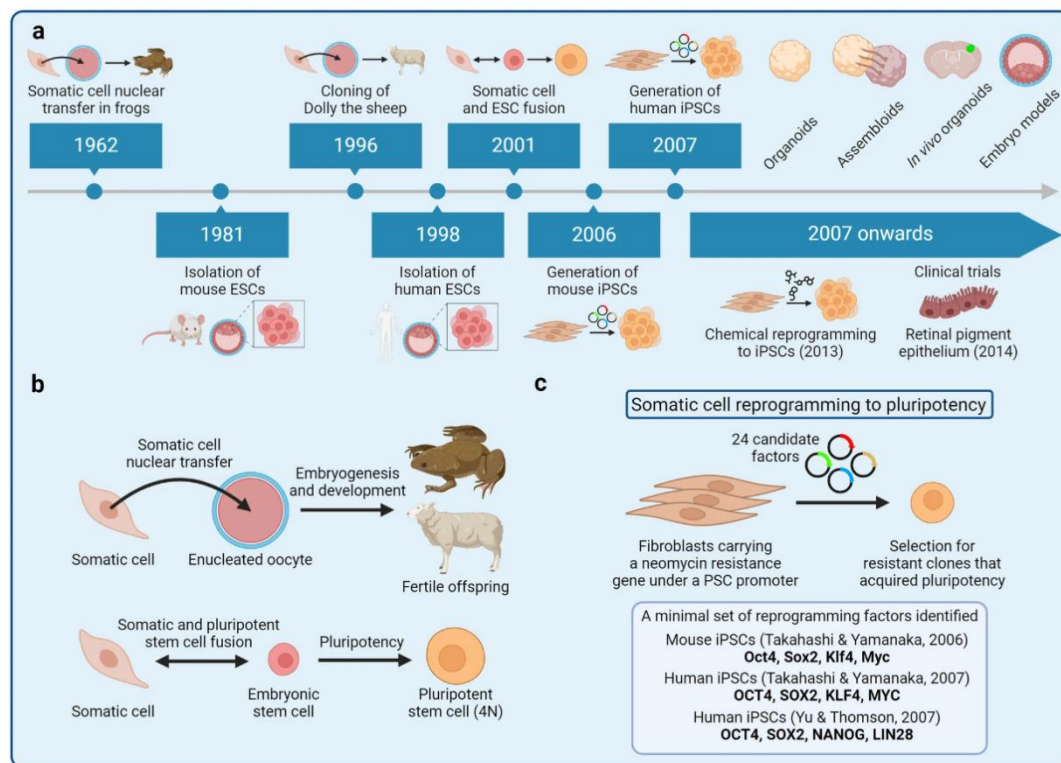 a
Somatic cell nuclear
transfer in frogs
1962
Cloning of
Dolly the sheep
1996
Somatic cell
and ESC fusion
2001
Generation of
human iPSCs
2007
Organoids
Assembloids
In vivo organoids
Embryo models
1981
Isolation of
mouse ESCs
1998
Isolation of
human ESCs
2006
Generation of
mouse iPSCs
2007 onwards
Chemical reprogramming
to iPSCs (2013)
Clinical trials
Retinal pigment
epithelium (2014)
b
Somatic cell
nuclear transfer
Embryogenesis
and development
Somatic cell
Enucleated oocyte
Fertile offspring
Somatic and pluripotent
stem cell fusion
Pluripotency
Somatic cell
Embryonic
stem cell
Pluripotent
stem cell (4N)
c
Somatic cell reprogramming to pluripotency
24 candidate
factors
Fibroblasts carrying
a neomycin resistance
gene under a PSC promoter
Selection for
resistant clones that
acquired pluripotency
A minimal set of reprogramming factors identified
Mouse iPSCs (Takahashi & Yamanaka, 2006)
Oct4, Sox2, Klf4, Myc
Human iPSCs (Takahashi & Yamanaka, 2007)
OCT4, SOX2, KLF4, MYC
Human iPSCs (Yu & Thomson, 2007)
OCT4, SOX2, NANOG, LIN28